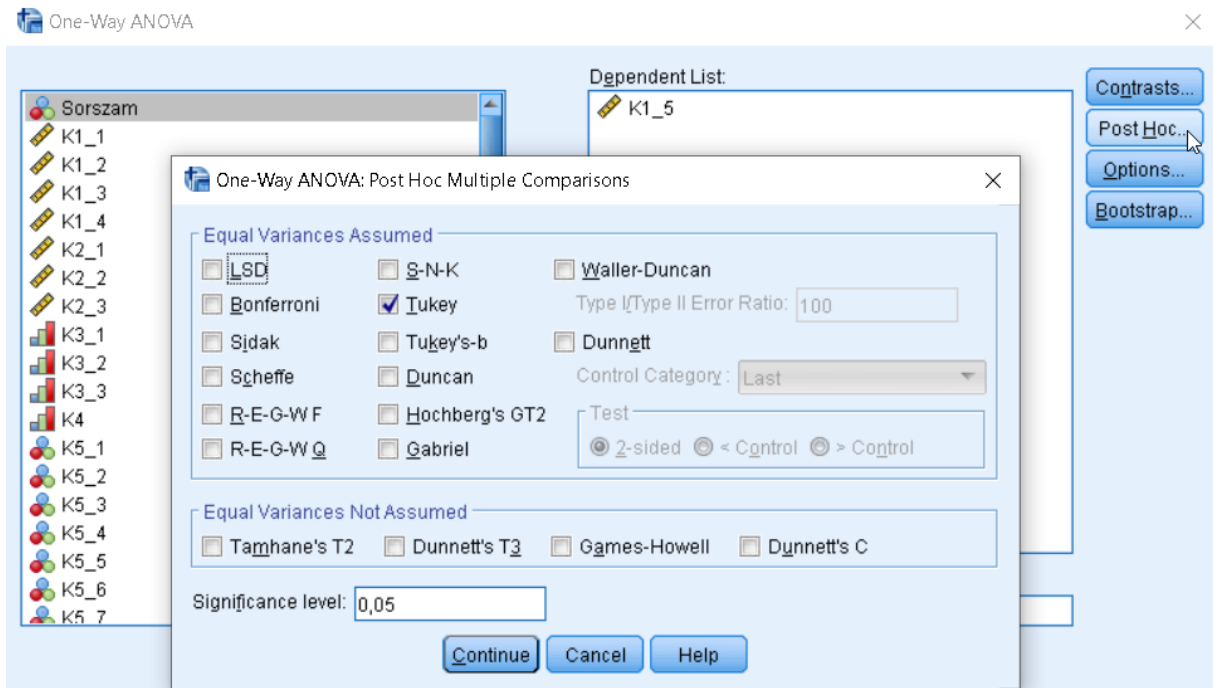 One-Way ANOVA
Dependent List:
Sorszam
K1_1
K1_2
K1_3
K1_4
K2_1
K2_2
K2_3
K3_1
K3_2
K3_3
K4
K5_1
K5_2
K5_3
K5_4
K5_5
K5_6
K5_7
K1_5
Contrasts...
Post Hoc...
Options...
Bootstrap...
One-Way ANOVA: Post Hoc Multiple Comparisons
Equal Variances Assumed
LSD S-N-K Waller-Duncan
Bonferroni Tukey Type I/Type II Error Ratio: 100
Sidak Tukey's-b Dunnett
Scheffe Duncan Control Category : Last
R-E-G-W F Hochberg's GT2 Test
R-E-G-W Q Gabriel 2-sided < Control > Control
Equal Variances Not Assumed
Tamhane's T2 Dunnett's T3 Games-Howell Dunnett's C
Significance level: 0,05
Continue Cancel Help